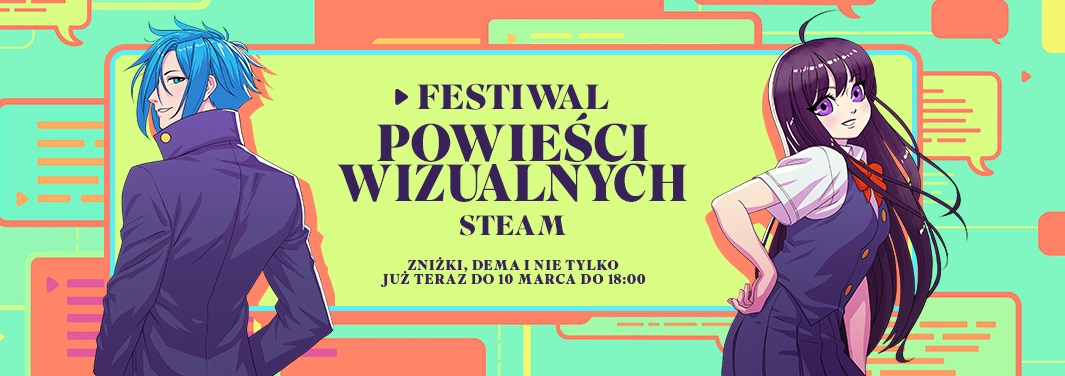 FESTIWAL
POWIEŚCI
WIZUALNYCH
STEAM
ZNIŻKI, DEMA I NIE TYLKO
JUŻ TERAZ DO 10 MARCA DO 18:00